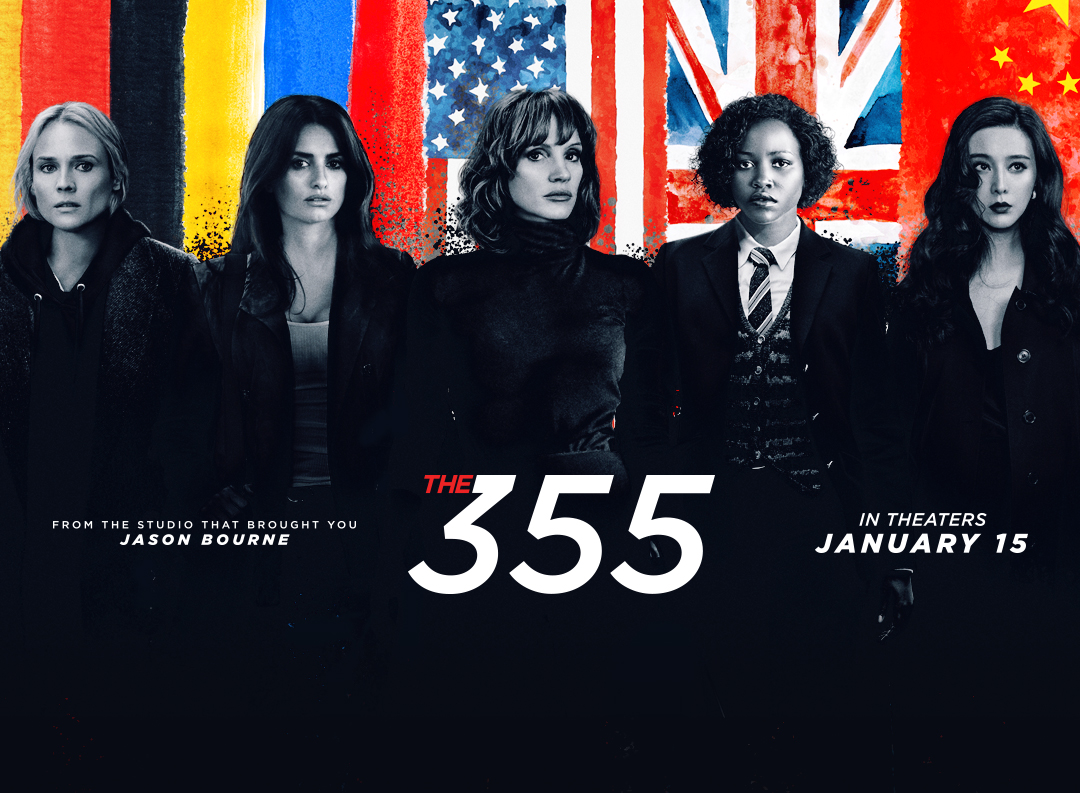 THE
355
FROM THE STUDIO THAT BROUGHT YOU
JASON BOURNE
IN THEATERS
JANUARY 15